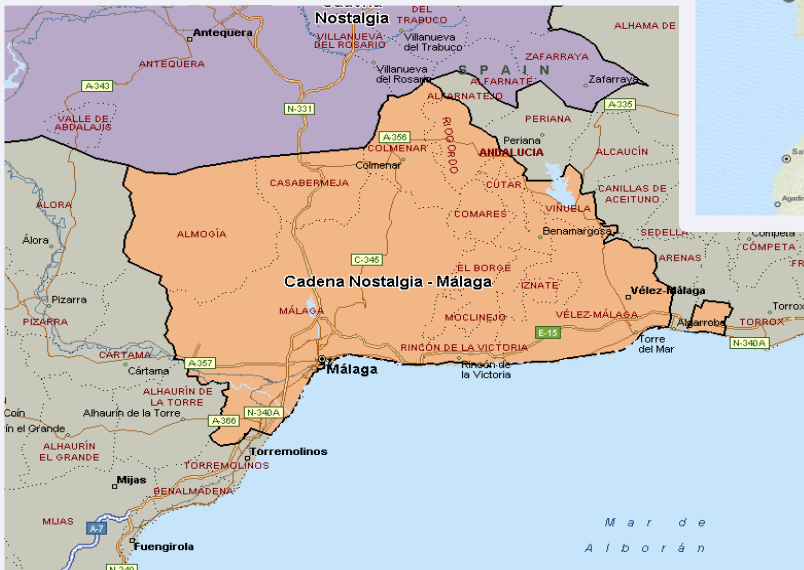 Cadena
Nostalgia
DEL
TRABUCO
ALHAMA DE
Antequera
VILLANUEVA
DEL ROSARIO
Villanueva
del Trabuco
ANTEQUERA
ZAFARRAYA
Villanueva
del Rosario
SPAIN
ALFARNATE
Zafarraya
A-343
ALFARNATEJO
N-331
A-335
VALLE DE
ABDALAJIS
RIOGORDO
PERIANA
Periana
A-356
COLMENAR
Colmenar
ANDALUCIA
ALCAUCÍN
CASABERMEJA
CÚTAR
CANILLAS DE
ACEITUNO
ÁLORA
COMARES
VIÑUELA
ALMOGÍA
Benamargosa
SEDELLA
Competa
COMPETA
Álora
C-345
ARENAS
EL BORGE
Cadena Nostalgia - Málaga
IZNATE
Vélez-Málaga
Pizarra
MÁLAGA
MOCLINEJO
VÉLEZ-MÁLAGA
Torrox
PIZARRA
Algarrobo
TORROX
E-15
Torre
del Mar
N-340A
CÁRTAMA
RINCÓN DE LA VICTORIA
A-357
Cártama
Málaga
Rincón de
la Victoria
ALHAURÍN DE
LA TORRE
Coín
Alhaurín de la Torre
N-340A
A-366
ALHAURÍN
EL GRANDE
Torremolinos
TORREMOLINOS
Mijas
BENALMÁDENA
MIJAS
A-7
Mar de
Alborán
Fuengirola
N-340